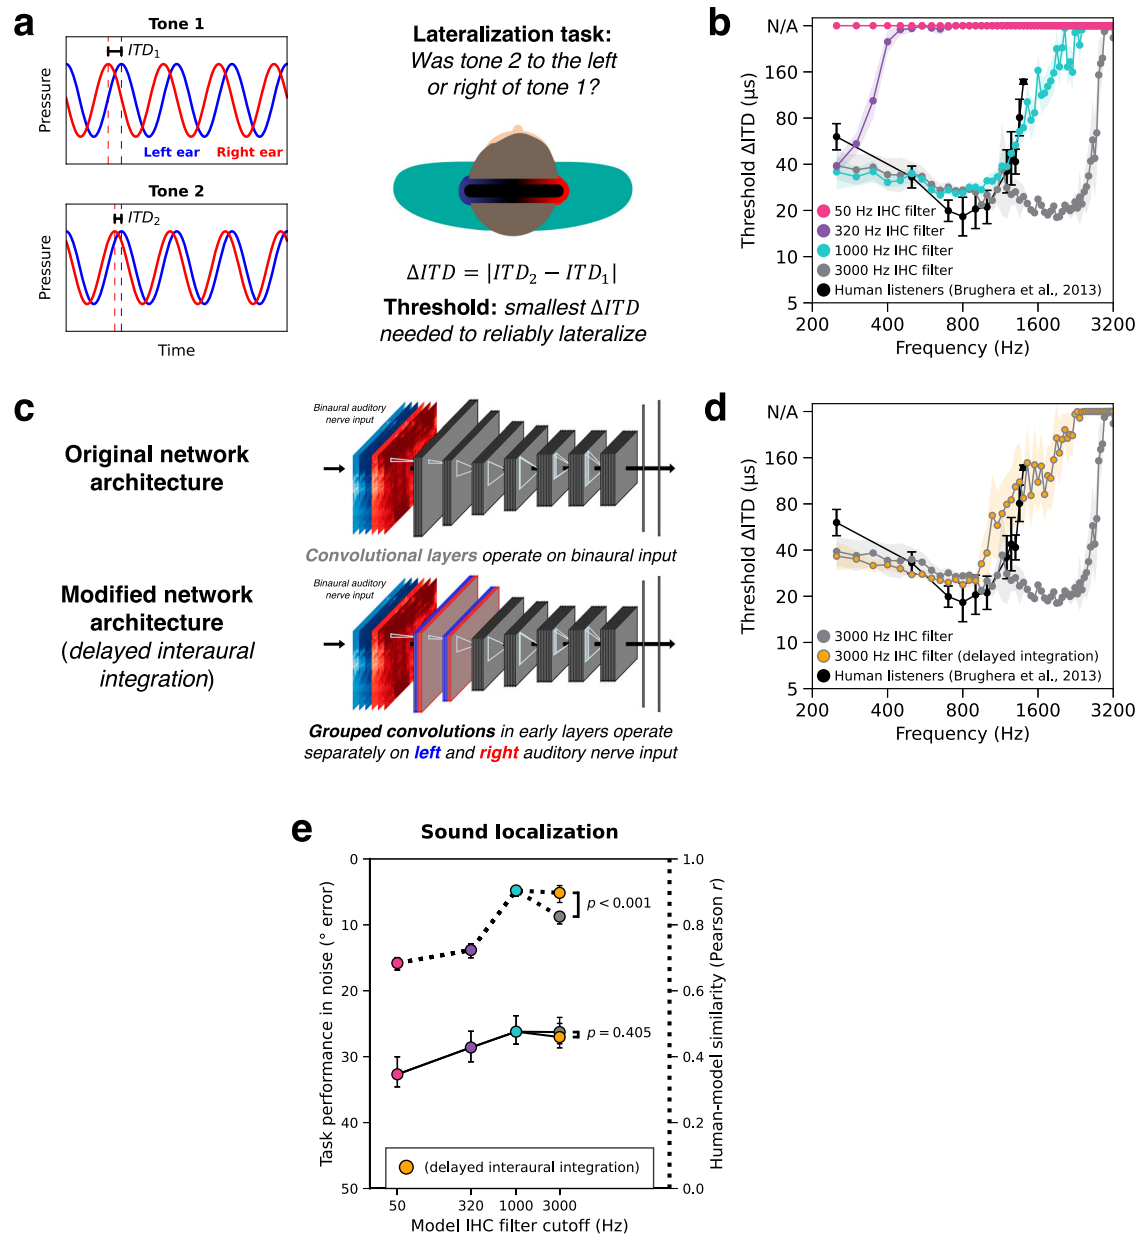 a
Tone 1
ITD1
Pressure
Left ear
Right ear
Tone 2
ITD2
Pressure
Time
Lateralization task:
Was tone 2 to the left
or right of tone 1?
ΔITD = |ITD2 − ITD1|
Threshold: smallest ΔITD
needed to reliably lateralize
b
Threshold ΔITD (μs)
N/A
160
80
40
20
10
5
50 Hz IHC filter
320 Hz IHC filter
1000 Hz IHC filter
3000 Hz IHC filter
Human listeners (Brughera et al., 2013)
200 400 800 1600 3200
Frequency (Hz)
c
Original network
architecture
Binaural auditory
nerve input
Convolutional layers operate on binaural input
Modified network
architecture
(delayed interaural
integration)
Binaural auditory
nerve input
Grouped convolutions in early layers operate
separately on left and right auditory nerve input
d
Threshold ΔITD (μs)
N/A
160
80
40
20
10
5
3000 Hz IHC filter
3000 Hz IHC filter (delayed integration)
Human listeners (Brughera et al., 2013)
200 400 800 1600 3200
Frequency (Hz)
e
Sound localization
Task performance in noise (° error)
0
10
20
30
40
50
p < 0.001
p = 0.405
(delayed interaural integration)
50 320 1000 3000
Model IHC filter cutoff (Hz)
1.0
0.8
0.6
0.4
0.2
0.0
Human-model similarity (Pearson r)